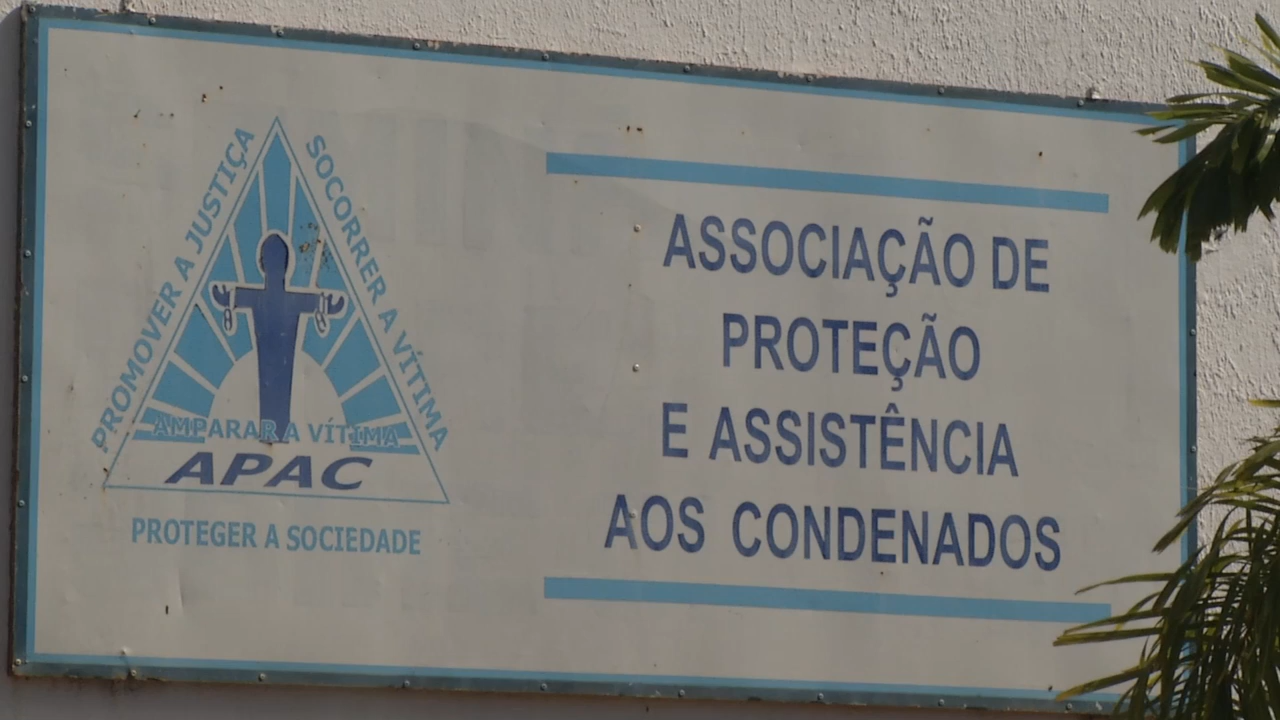 PROMOVER A JUSTIÇA
SOCORRER A VÍTIMA
AMPARAR A VÍTIMA
APAC
PROTEGER A SOCIEDADE
ASSOCIAÇÃO DE
PROTEÇÃO
E ASSISTÊNCIA
AOS CONDENADOS